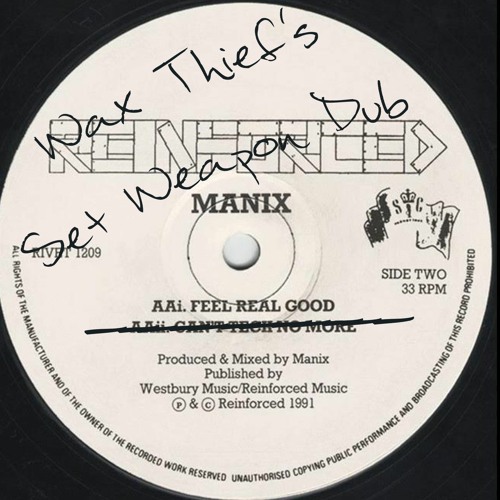 Wax Thief's
Set Weapon Dub
REINFORCED
MANIX
RIVET 1209
SIDE TWO
33 RPM
AAi. FEEL REAL GOOD
AAii. CAN'T TECH NO MORE
Produced & Mixed by Manix
Published by
Westbury Music/Reinforced Music
Ⓟ & © Reinforced 1991
ALL RIGHTS OF THE MANUFACTURER AND OF THE OWNER OF THE RECORDED WORK RESERVED UNAUTHORISED COPYING PUBLIC PERFORMANCE AND BROADCASTING OF THIS RECORD PROHIBITED